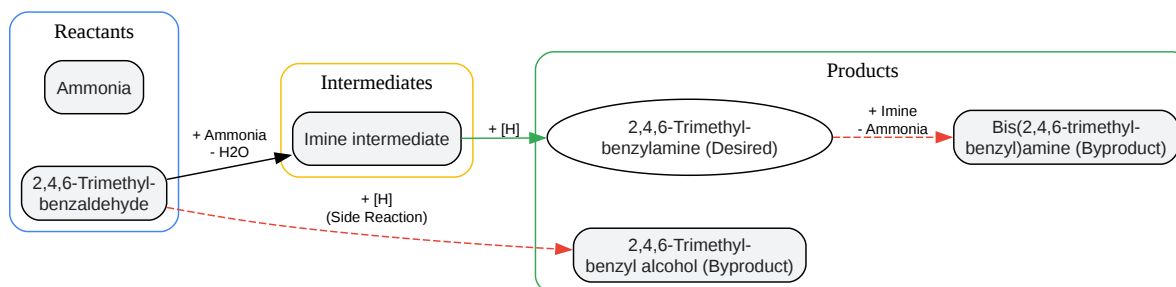 Reactants
Ammonia
2,4,6-Trimethyl-
benzaldehyde
+ Ammonia
- H2O
Intermediates
Imine intermediate
+ [H]
+ [H]
(Side Reaction)
Products
2,4,6-Trimethyl-
benzylamine (Desired)
+ Imine
- Ammonia
Bis(2,4,6-trimethyl-
benzyl)amine (Byproduct)
2,4,6-Trimethyl-
benzyl alcohol (Byproduct)